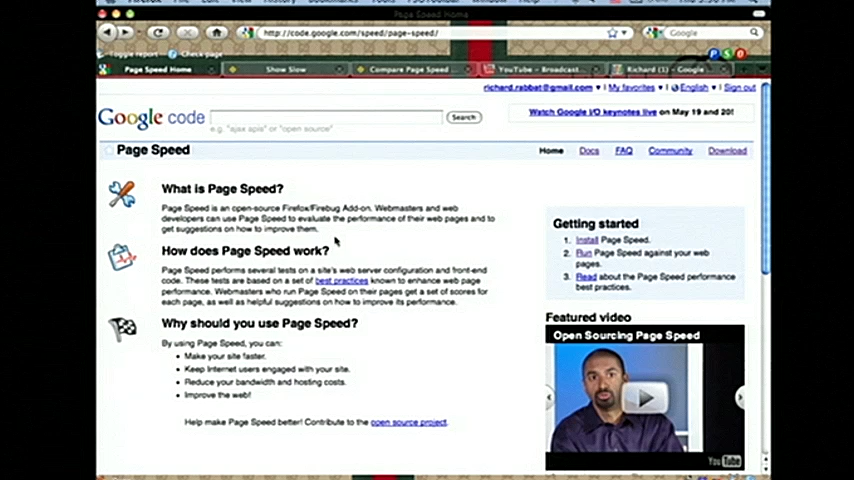 Page Speed Home
http://code.google.com/speed/page-speed/
Google
Toggle report Check page
Page Speed Home
Show Slow
Compare Page Speed ...
YouTube - Broadcast...
Richard (1) - Google
richard.rabbat@gmail.com ▼ | My favorites ▼ | English ▼ | Sign out
Google code
Search
e.g. "ajax apis" or "open source"
Watch Google I/O keynotes live on May 19 and 20!
Page Speed
Home Docs FAQ Community Download
What is Page Speed?
Page Speed is an open-source Firefox/Firebug Add-on. Webmasters and web
developers can use Page Speed to evaluate the performance of their web pages and to
get suggestions on how to improve them.
How does Page Speed work?
Page Speed performs several tests on a site's web server configuration and front-end
code. These tests are based on a set of best practices known to enhance web page
performance. Webmasters who run Page Speed on their pages get a set of scores for
each page, as well as helpful suggestions on how to improve its performance.
Why should you use Page Speed?
By using Page Speed, you can:
• Make your site faster.
• Keep Internet users engaged with your site.
• Reduce your bandwidth and hosting costs.
• Improve the web!
Help make Page Speed better! Contribute to the open source project.
Getting started
1. Install Page Speed.
2. Run Page Speed against your web
pages.
3. Read about the Page Speed performance
best practices.
Featured video
Open Sourcing Page Speed
YouTube